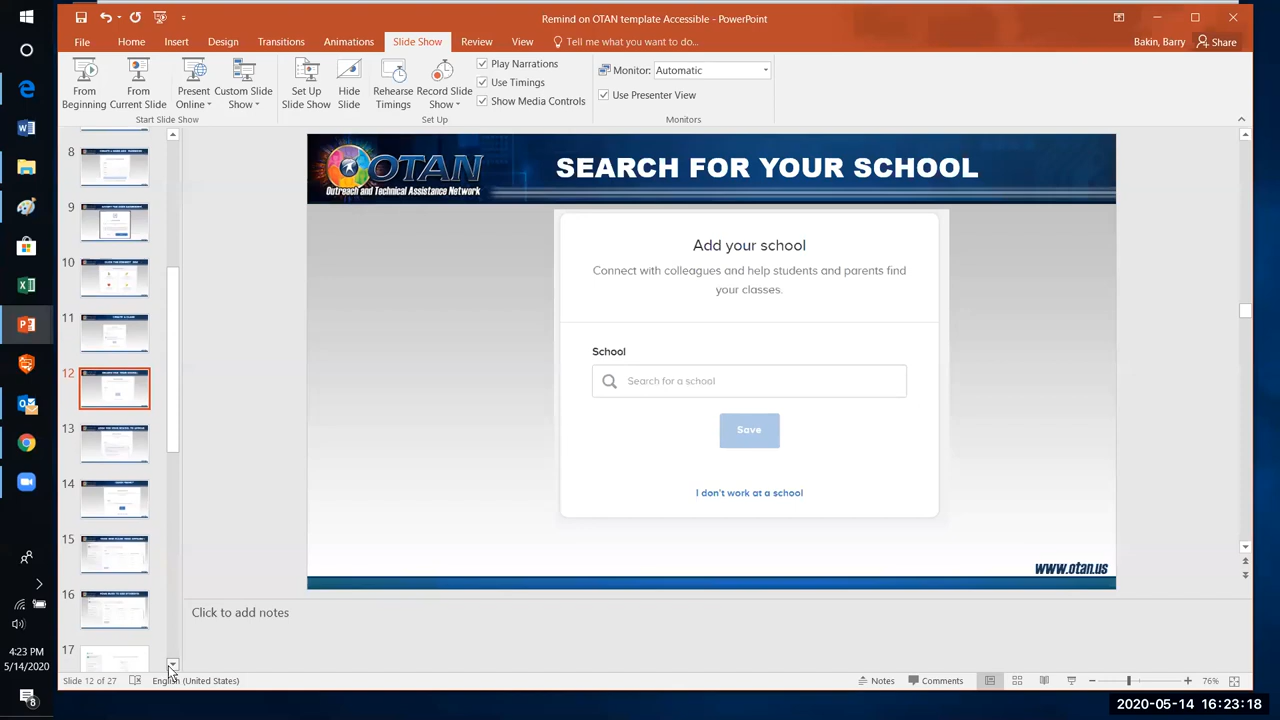 Remind on OTAN template Accessible - PowerPoint
File Home Insert Design Transitions Animations Slide Show Review View Tell me what you want to do... Bakin, Barry Share
From Beginning
From Current Slide
Present Online
Custom Slide Show
Start Slide Show
Set Up Slide Show
Hide Slide
Rehearse Timings
Record Slide Show
Play Narrations
Use Timings
Show Media Controls
Set Up
Monitor: Automatic
Use Presenter View
Monitors
8
9
10
11
12
13
14
15
16
17
OTAN
Outreach and Technical Assistance Network
SEARCH FOR YOUR SCHOOL
Add your school
Connect with colleagues and help students and parents find
your classes.
School
Search for a school
Save
I don't work at a school
www.otan.us
Click to add notes
Slide 12 of 27 English (United States) Notes Comments 76%
4:23 PM
5/14/2020
8
2020-05-14 16:23:18